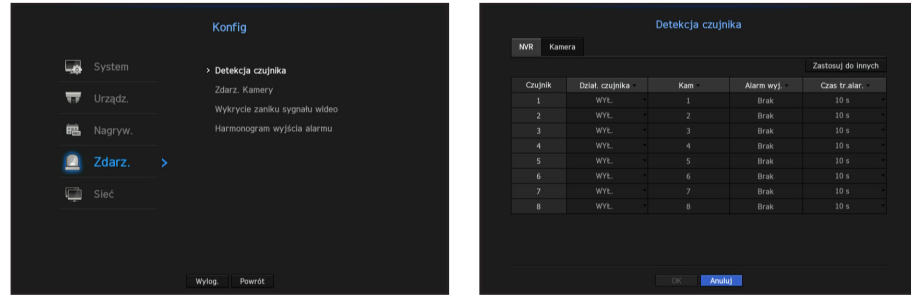 Konfig
System
Urządz.
Nagryw.
Zdarz. >
Sieć
> Detekcja czujnika
Zdarz. Kamery
Wykrycie zaniku sygnału wideo
Harmonogram wyjścia alarmu
Wylog. Powrót
Detekcja czujnika
NVR Kamera
Zastosuj do innych
Czujnik Dział. czujnika Kam Alarm wyj. Czas tr.alar.
1 WYŁ. 1 Brak 10 s
2 WYŁ. 2 Brak 10 s
3 WYŁ. 3 Brak 10 s
4 WYŁ. 4 Brak 10 s
5 WYŁ. 5 Brak 10 s
6 WYŁ. 6 Brak 10 s
7 WYŁ. 7 Brak 10 s
8 WYŁ. 8 Brak 10 s
OK Anuluj